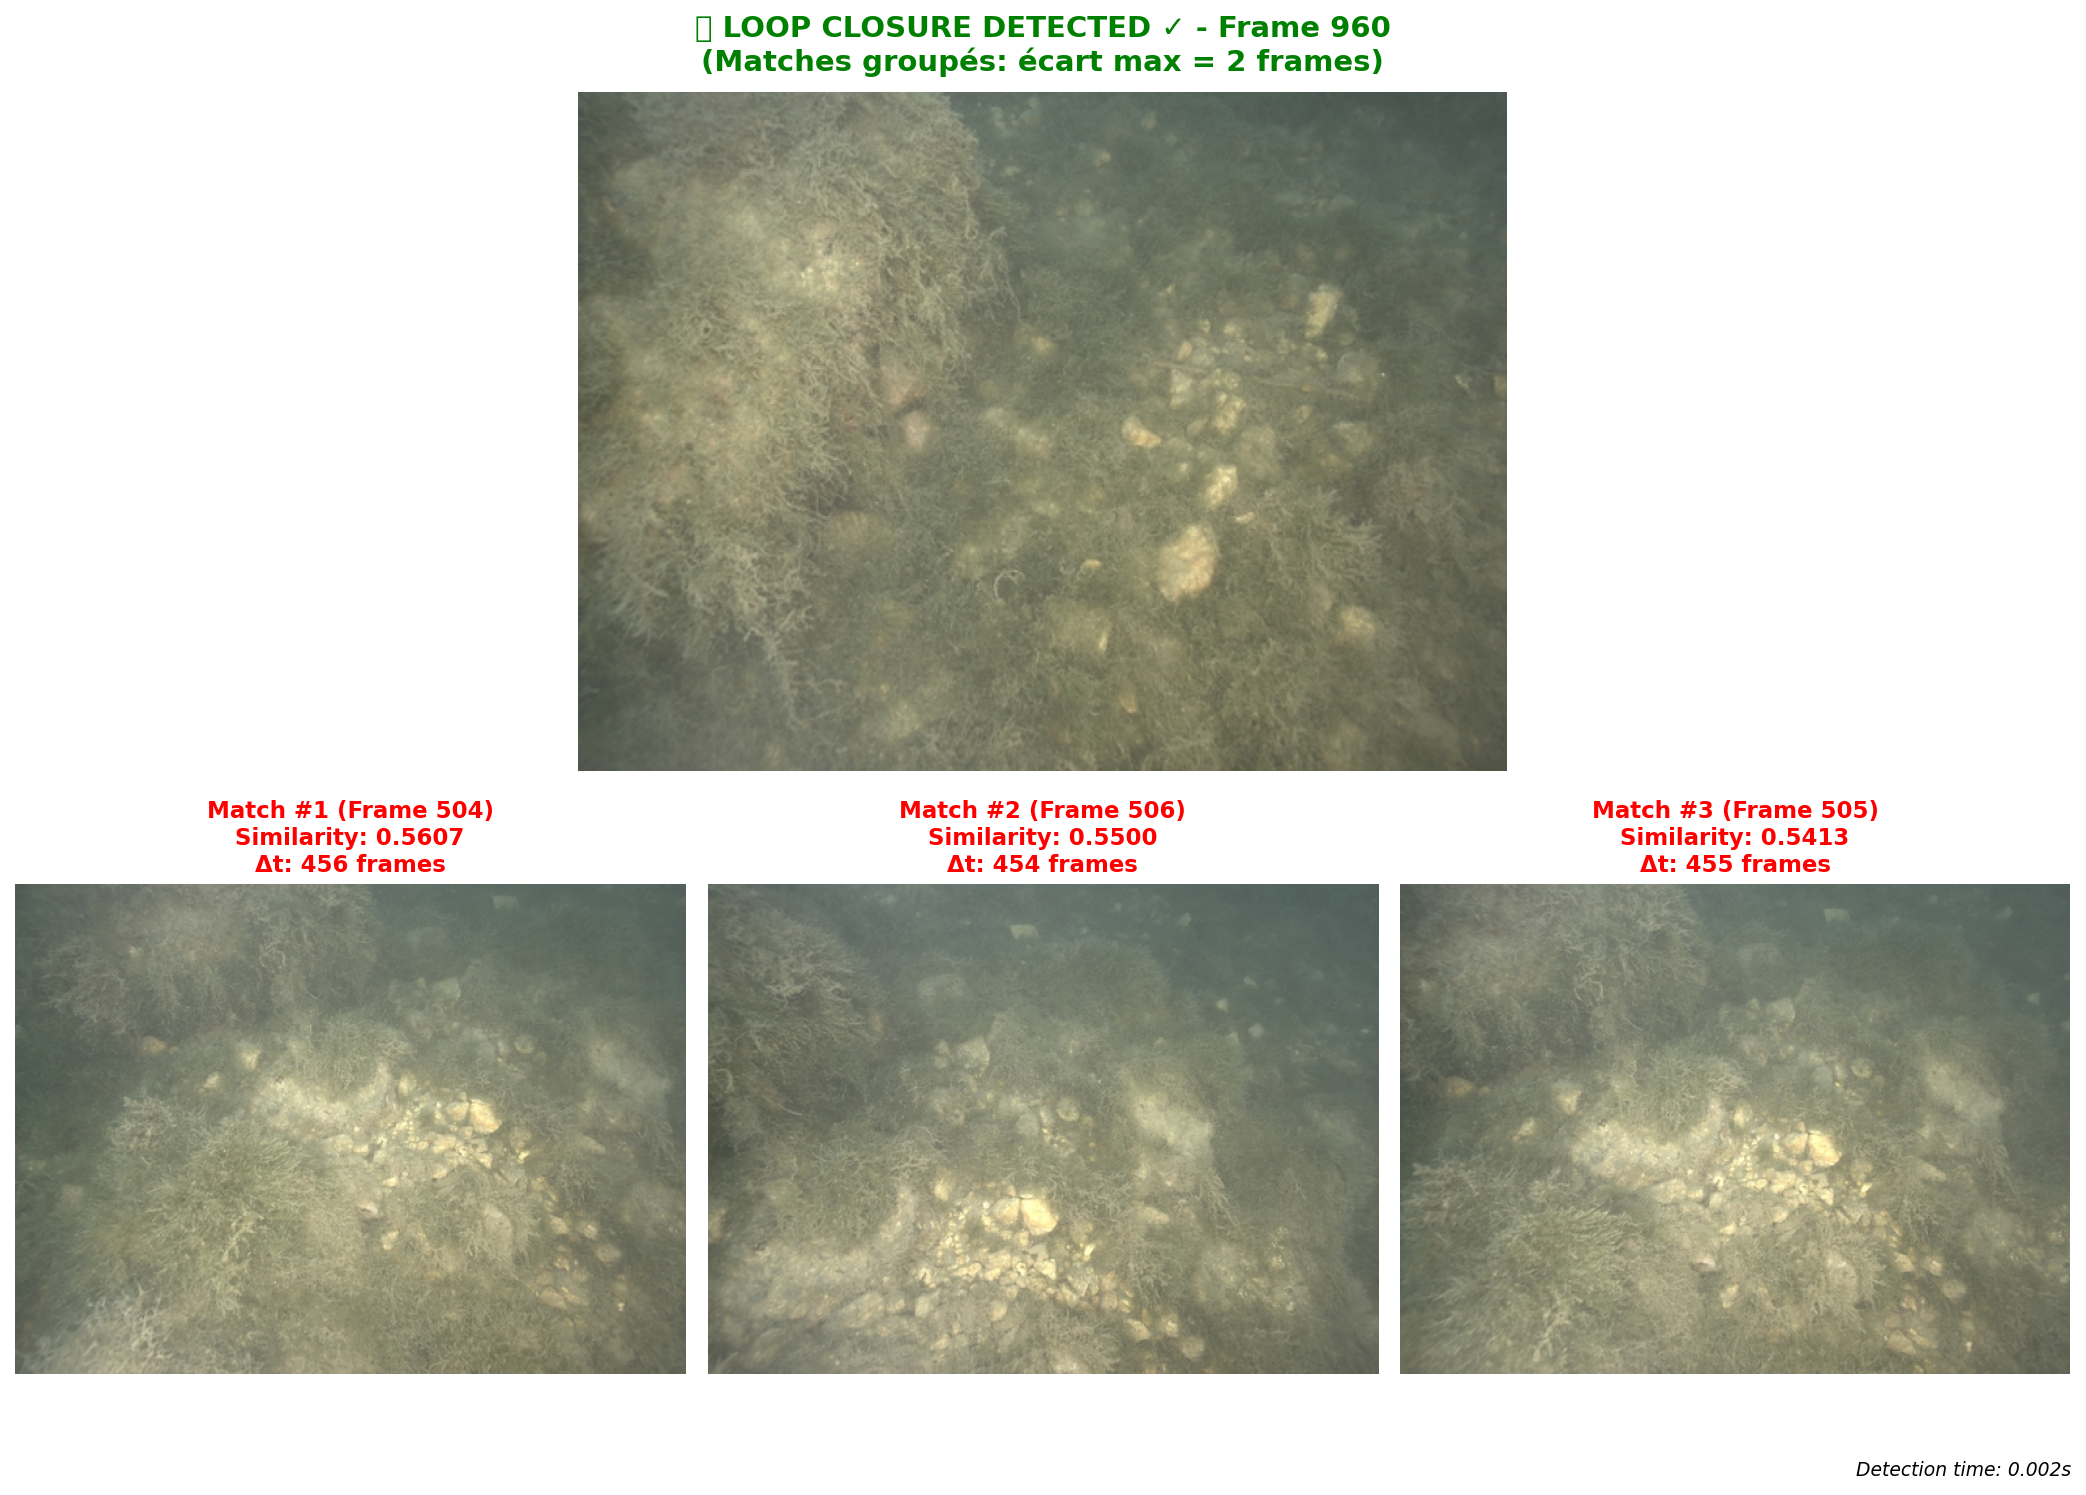 LOOP CLOSURE DETECTED ✓ - Frame 960
(Matches groupés: écart max = 2 frames)
Match #1 (Frame 504)
Similarity: 0.5607
Δt: 456 frames
Match #2 (Frame 506)
Similarity: 0.5500
Δt: 454 frames
Match #3 (Frame 505)
Similarity: 0.5413
Δt: 455 frames
Detection time: 0.002s